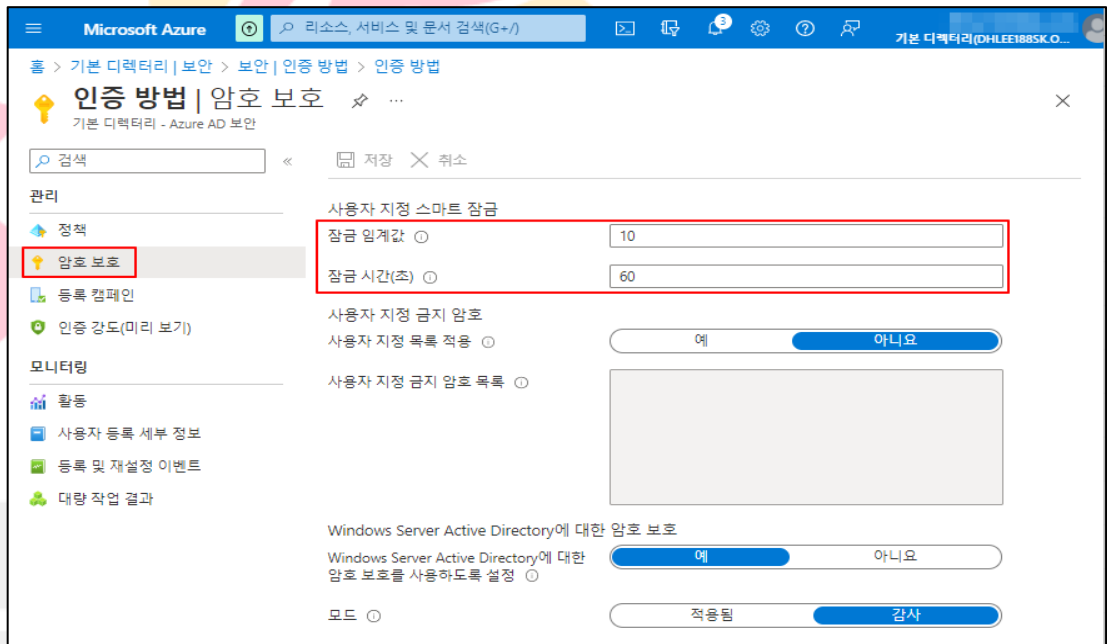 Microsoft Azure
리소스, 서비스 및 문서 검색(G+/)
3
기본 디렉터리(DHLEE188SK.O...
홈 > 기본 디렉터리 | 보안 > 보안 | 인증 방법 > 인증 방법
인증 방법 | 암호 보호
기본 디렉터리 - Azure AD 보안
검색
저장
취소
관리
정책
암호 보호
등록 캠페인
인증 강도(미리 보기)
모니터링
활동
사용자 등록 세부 정보
등록 및 재설정 이벤트
대량 작업 결과
사용자 지정 스마트 잠금
잠금 임계값
10
잠금 시간(초)
60
사용자 지정 금지 암호
사용자 지정 목록 적용
예
아니요
사용자 지정 금지 암호 목록
Windows Server Active Directory에 대한 암호 보호
Windows Server Active Directory에 대한
암호 보호를 사용하도록 설정
예
아니요
모드
적용됨
감사